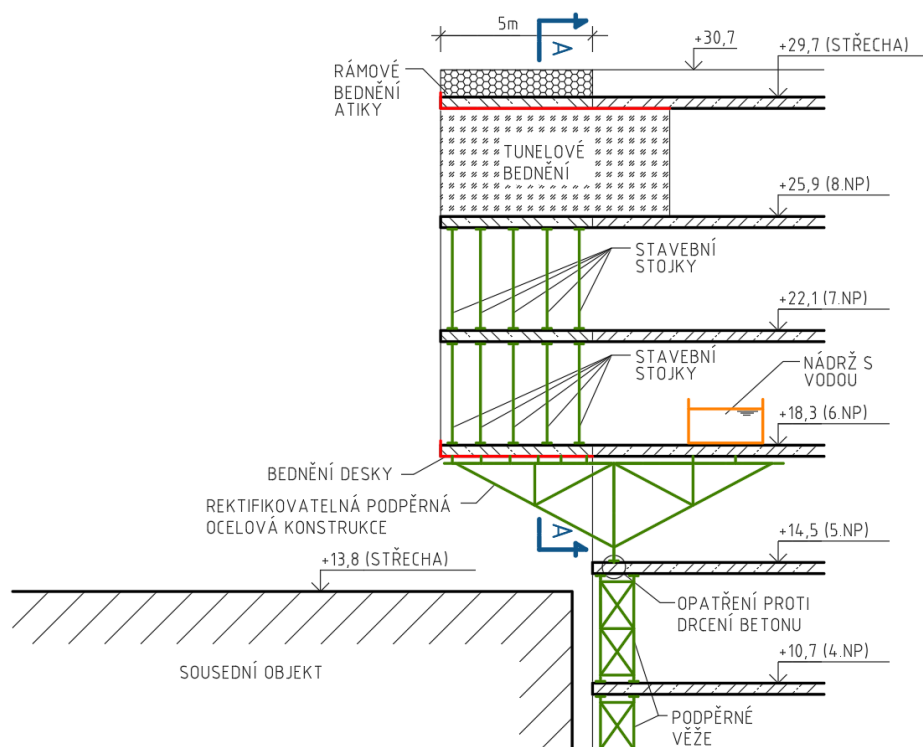 5m
A
+30,7
+29,7 (STŘECHA)
RÁMOVÉ
BEDNĚNÍ
ATIKY
TUNELOVÉ
BEDNĚNÍ
+25,9 (8.NP)
STAVEBNÍ
STOJKY
+22,1 (7.NP)
STAVEBNÍ
STOJKY
NÁDRŽ S
VODOU
+18,3 (6.NP)
BEDNĚNÍ DESKY
REKTIFIKOVATELNÁ PODPĚRNÁ
OCELOVÁ KONSTRUKCE
A
+14,5 (5.NP)
+13,8 (STŘECHA)
OPATŘENÍ PROTI
DRCENÍ BETONU
SOUSEDNÍ OBJEKT
+10,7 (4.NP)
PODPĚRNÉ
VĚŽE